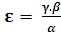 ε = γ.β / α